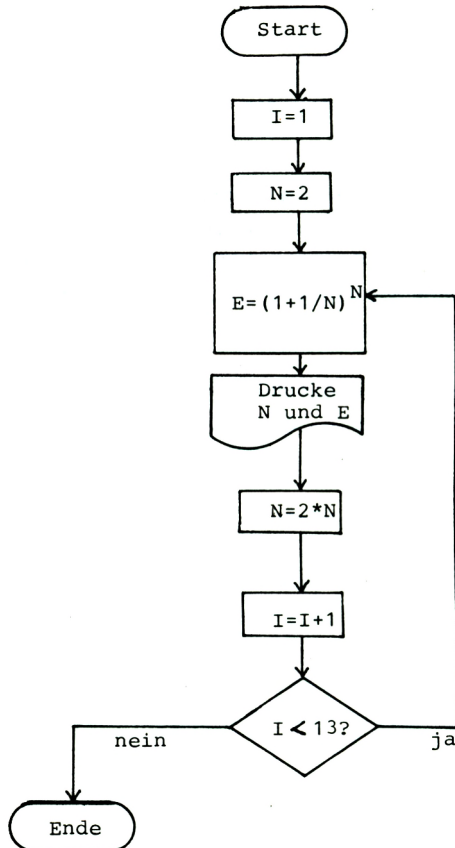 Start
I=1
N=2
E=(1+1/N)^N
Drucke
N und E
N=2*N
I=I+1
I < 13?
nein
ja
Ende